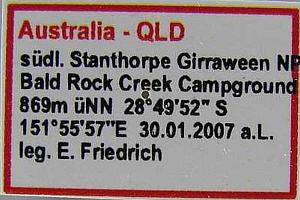 Australia - QLD
südl. Stanthorpe Girraween NP
Bald Rock Creek Campground
869m üNN 28°49'52" S
151°55'57"E 30.01.2007 a.L.
leg. E. Friedrich